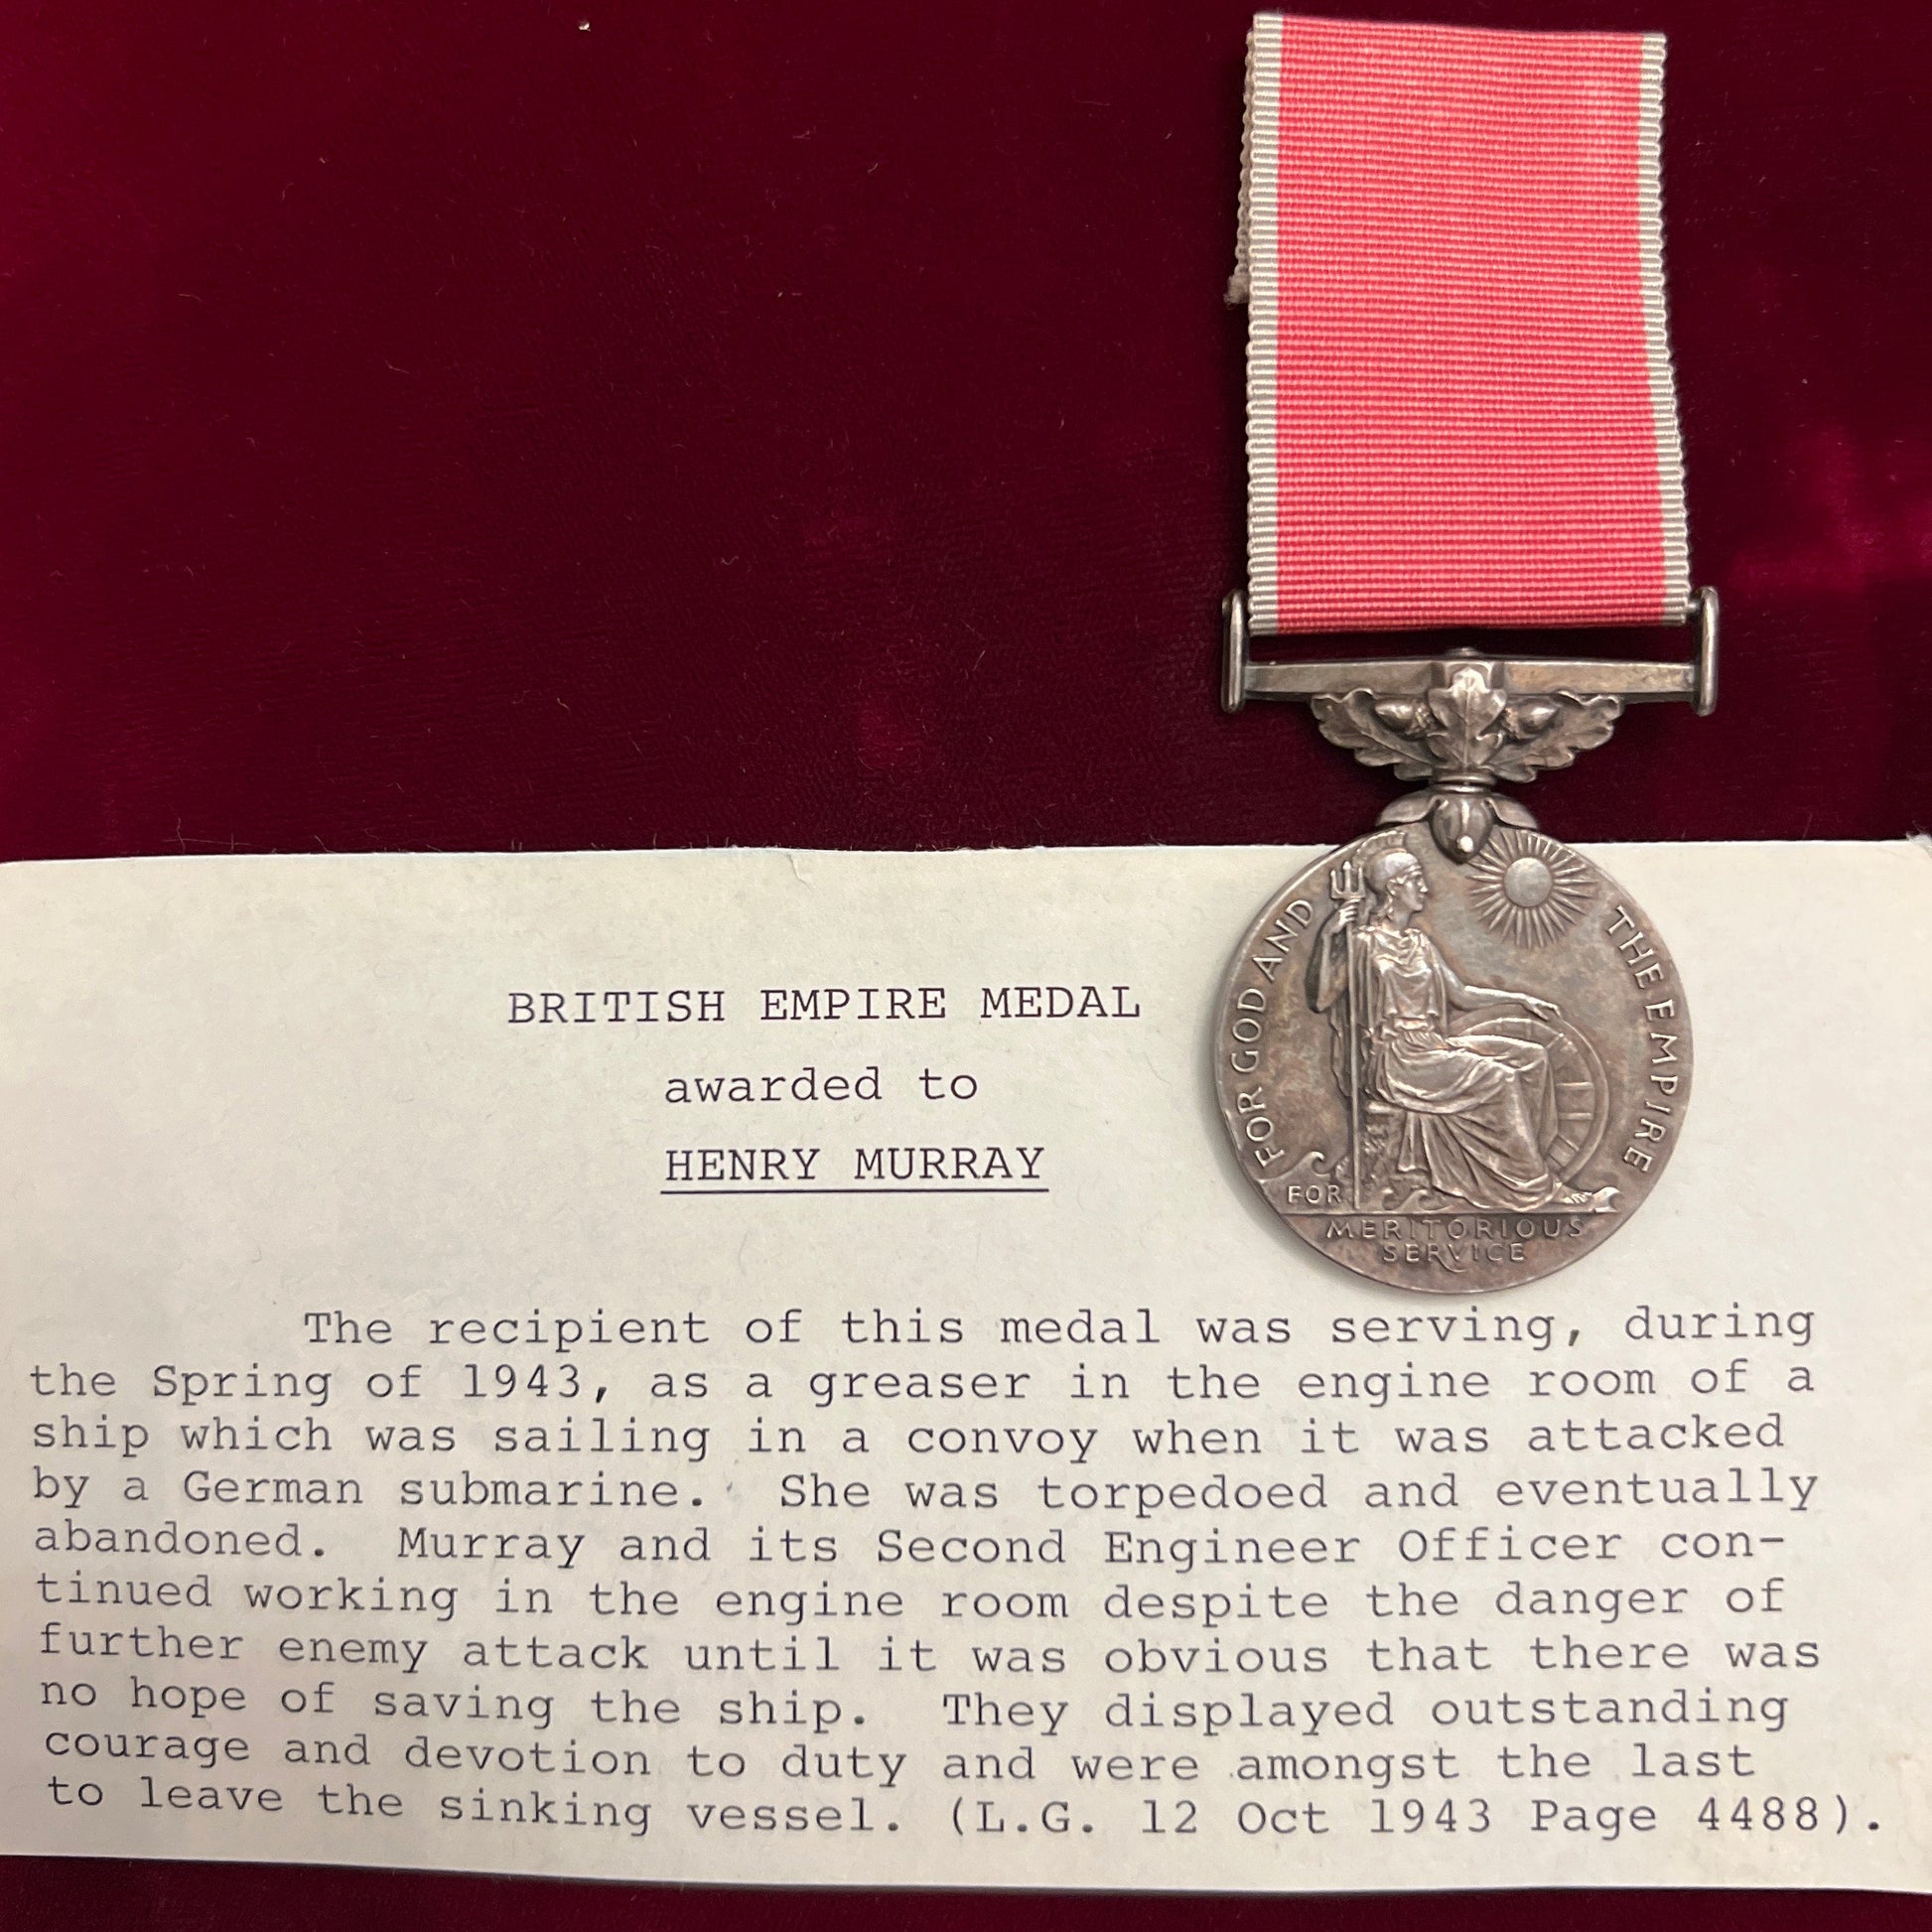 BRITISH EMPIRE MEDAL
awarded to
HENRY MURRAY
FOR GOD AND
THE EMPIRE
FOR
MERITORIOUS
SERVICE
The recipient of this medal was serving, during
the Spring of 1943, as a greaser in the engine room of a
ship which was sailing in a convoy when it was attacked
by a German submarine. She was torpedoed and eventually
abandoned. Murray and its Second Engineer Officer con-
tinued working in the engine room despite the danger of
further enemy attack until it was obvious that there was
no hope of saving the ship. They displayed outstanding
courage and devotion to duty and were amongst the last
to leave the sinking vessel. (L.G. 12 Oct 1943 Page 4488).